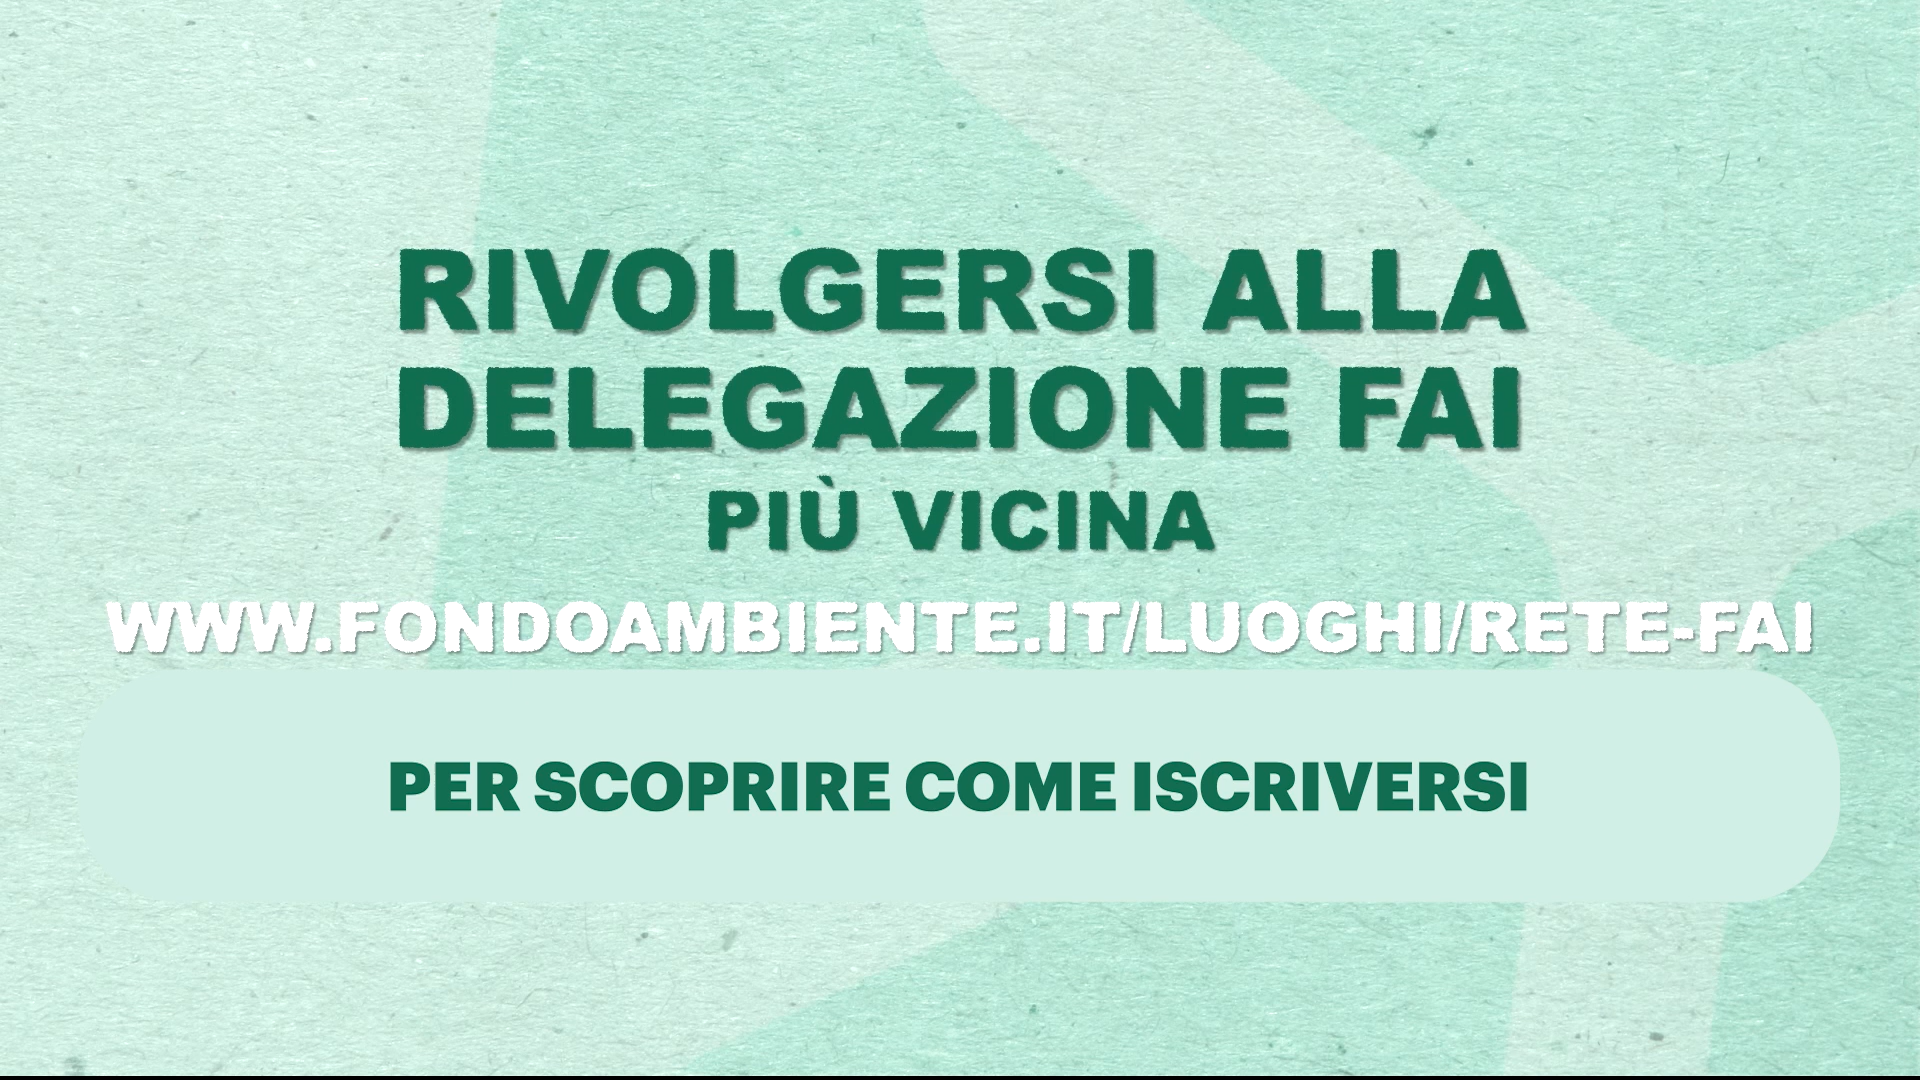 RIVOLGERSI ALLA
DELEGAZIONE FAI
PIÙ VICINA
WWW.FONDOAMBIENTE.IT/LUOGHI/RETE-FAI
PER SCOPRIRE COME ISCRIVERSI